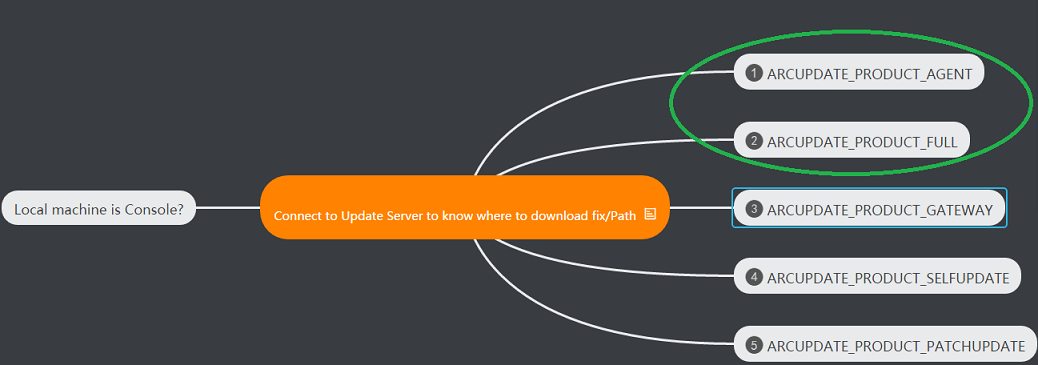 Local machine is Console?
Connect to Update Server to know where to download fix/Path
1 ARCUPDATE_PRODUCT_AGENT
2 ARCUPDATE_PRODUCT_FULL
3 ARCUPDATE_PRODUCT_GATEWAY
4 ARCUPDATE_PRODUCT_SELFUPDATE
5 ARCUPDATE_PRODUCT_PATCHUPDATE